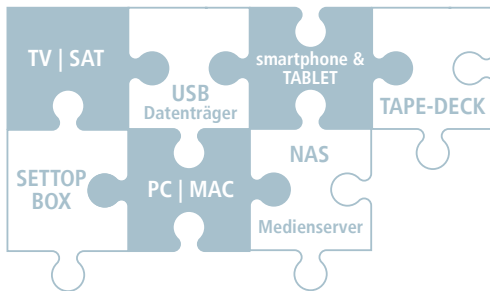 TV | SAT
USB
Datenträger
smartphone &
TABLET
TAPE-DECK
SETTOP
BOX
PC | MAC
NAS
Medienserver